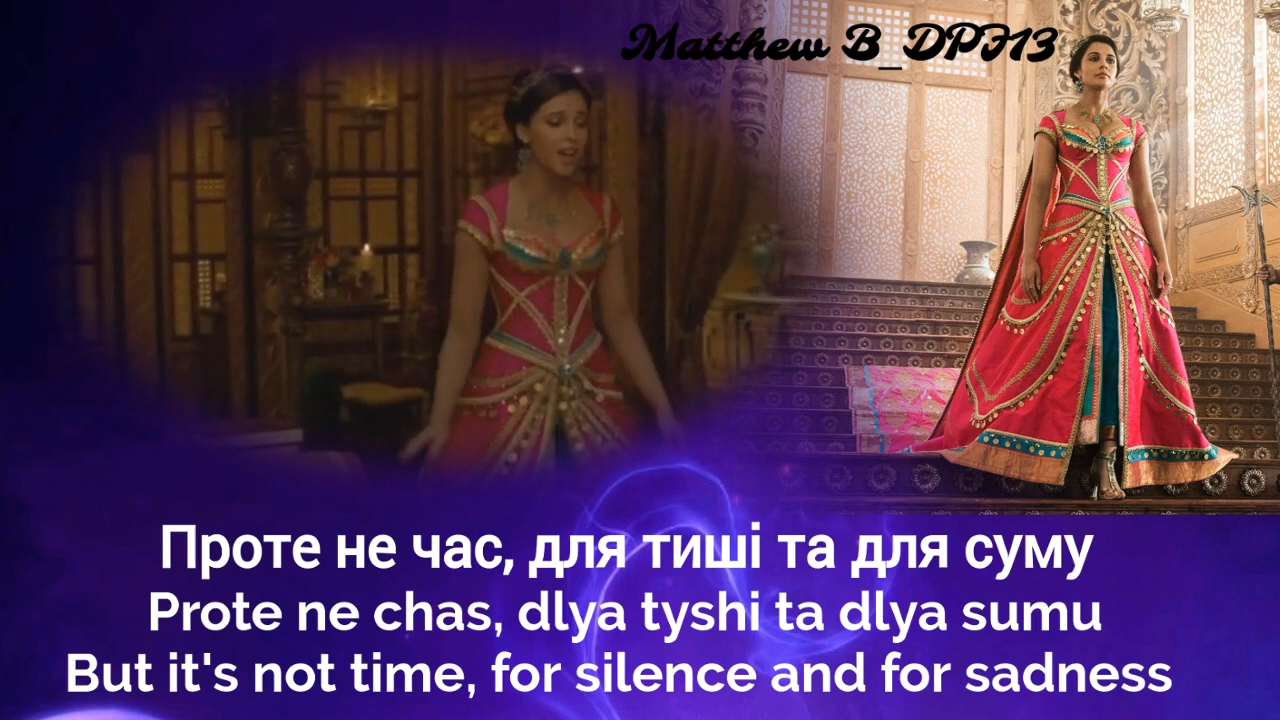 Matthew B_DPF13
Проте не час, для тиші та для суму
Prote ne chas, dlya tyshi ta dlya sumu
But it's not time, for silence and for sadness